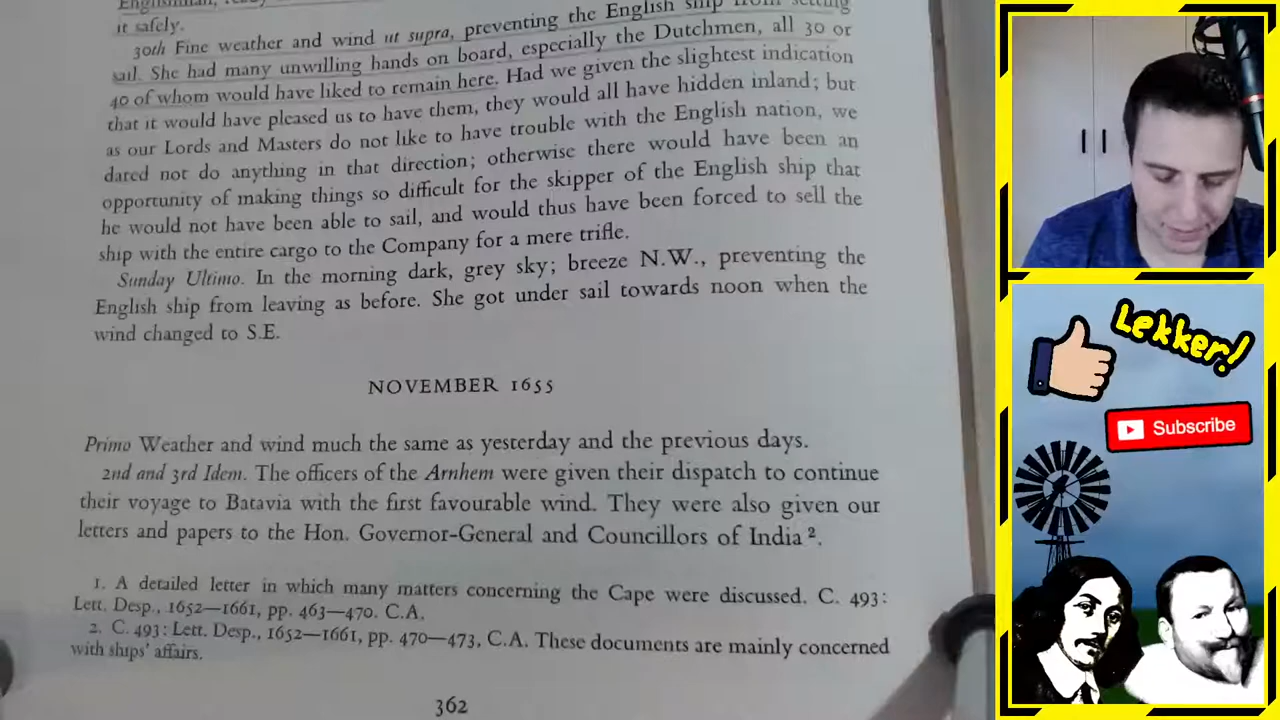 it safely.
30th Fine weather and wind ut supra, preventing the English ship from setting
sail. She had many unwilling hands on board, especially the Dutchmen, all 30 or
40 of whom would have liked to remain here. Had we given the slightest indication
that it would have pleased us to have them, they would all have hidden inland; but
as our Lords and Masters do not like to have trouble with the English nation, we
dared not do anything in that direction; otherwise there would have been an
opportunity of making things so difficult for the skipper of the English ship that
he would not have been able to sail, and would thus have been forced to sell the
ship with the entire cargo to the Company for a mere trifle.
Sunday Ultimo. In the morning dark, grey sky; breeze N.W., preventing the
English ship from leaving as before. She got under sail towards noon when the
wind changed to S.E.
NOVEMBER 1655
Primo Weather and wind much the same as yesterday and the previous days.
2nd and 3rd Idem. The officers of the Arnhem were given their dispatch to continue
their voyage to Batavia with the first favourable wind. They were also given our
letters and papers to the Hon. Governor-General and Councillors of India ².
1. A detailed letter in which many matters concerning the Cape were discussed. C. 493:
Lett. Desp., 1652—1661, pp. 463—470. C.A.
2. C. 493: Lett. Desp., 1652—1661, pp. 470—473, C.A. These documents are mainly concerned
with ships' affairs.
362
Lekker!
Subscribe